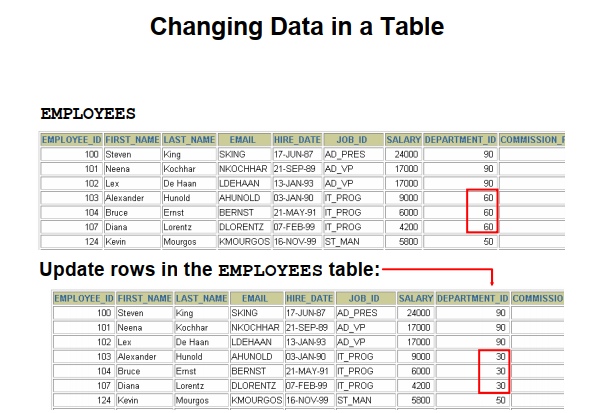 Changing Data in a Table
EMPLOYEES
EMPLOYEE_ID FIRST_NAME LAST_NAME EMAIL HIRE_DATE JOB_ID SALARY DEPARTMENT_ID
100 Steven King SKING 17-JUN-87 AD_PRES 24000 90
101 Neena Kochhar NKOCHHAR 21-SEP-89 AD_VP 17000 90
102 Lex De Haan LDEHAAN 13-JAN-93 AD_VP 17000 90
103 Alexander Hunold AHUNOLD 03-JAN-90 IT_PROG 9000 60
104 Bruce Ernst BERNST 21-MAY-91 IT_PROG 6000 60
107 Diana Lorentz DLORENTZ 07-FEB-99 IT_PROG 4200 60
124 Kevin Mourgos KMOURGOS 16-NOV-99 ST_MAN 5800 50
Update rows in the EMPLOYEES table:
EMPLOYEE_ID FIRST_NAME LAST_NAME EMAIL HIRE_DATE JOB_ID SALARY DEPARTMENT_ID COMMISSIO
100 Steven King SKING 17-JUN-87 AD_PRES 24000 90
101 Neena Kochhar NKOCHHAR 21-SEP-89 AD_VP 17000 90
102 Lex De Haan LDEHAAN 13-JAN-93 AD_VP 17000 90
103 Alexander Hunold AHUNOLD 03-JAN-90 IT_PROG 9000 30
104 Bruce Ernst BERNST 21-MAY-91 IT_PROG 6000 30
107 Diana Lorentz DLORENTZ 07-FEB-99 IT_PROG 4200 30
124 Kevin Mourgos KMOURGOS 16-NOV-99 ST_MAN 5800 50